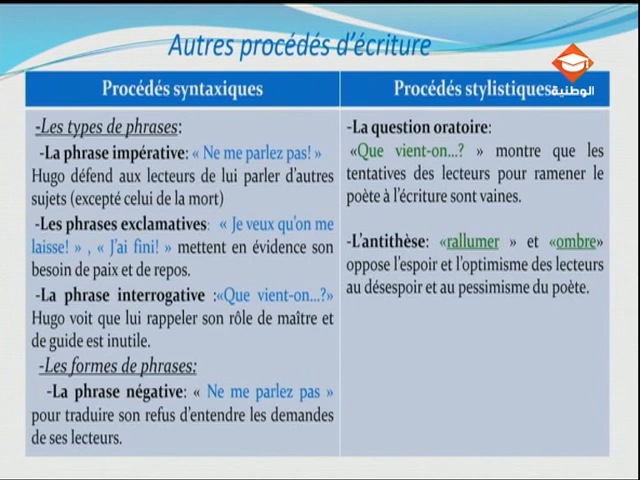 Autres procédés d'écriture
الوطنية
Procédés syntaxiques
-Les types de phrases:
-La phrase impérative: « Ne me parlez pas! »
Hugo défend aux lecteurs de lui parler d'autres
sujets (excepté celui de la mort)
-Les phrases exclamatives: « Je veux qu'on me
laisse! » , « J'ai fini! » mettent en évidence son
besoin de paix et de repos.
-La phrase interrogative :«Que vient-on...?»
Hugo voit que lui rappeler son rôle de maître et
de guide est inutile.
-Les formes de phrases:
-La phrase négative: « Ne me parlez pas »
pour traduire son refus d'entendre les demandes
de ses lecteurs.
Procédés stylistiques
-La question oratoire:
«Que vient-on...? » montre que les
tentatives des lecteurs pour ramener le
poète à l'écriture sont vaines.
-L'antithèse: «rallumer » et «ombre»
oppose l'espoir et l'optimisme des lecteurs
au désespoir et au pessimisme du poète.